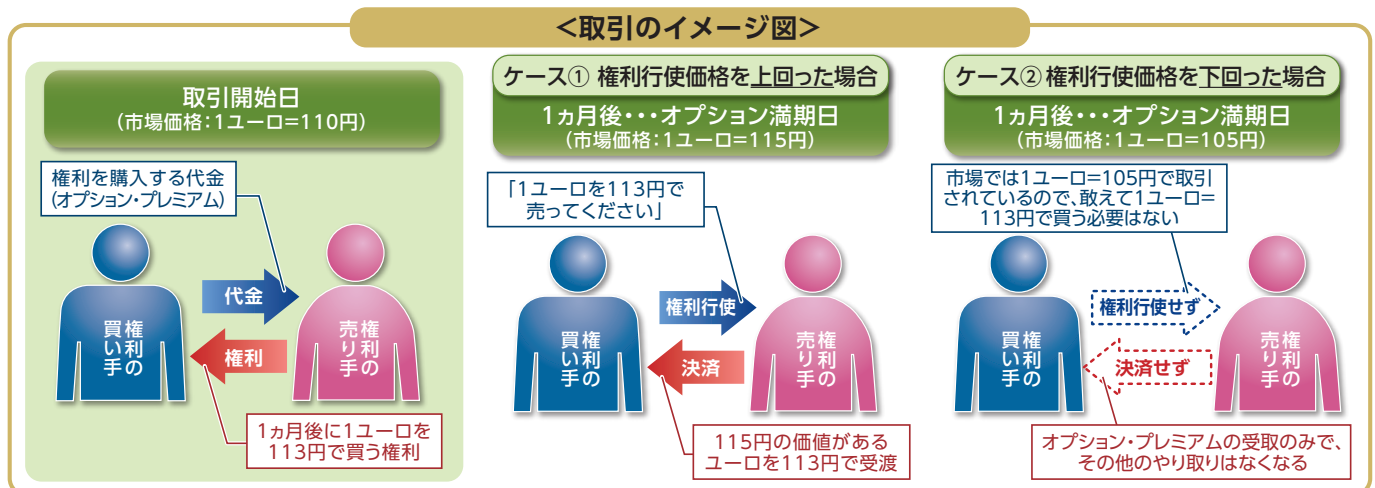 <取引のイメージ図>
取引開始日
(市場価格:1ユーロ=110円)
権利を購入する代金
(オプション・プレミアム)
代金
権利
権利の
買い手
権利の
売り手
1ヵ月後に1ユーロを
113円で買う権利
ケース① 権利行使価格を上回った場合
1ヵ月後・・・オプション満期日
(市場価格:1ユーロ=115円)
「1ユーロを113円で
売ってください」
権利行使
決済
権利の
買い手
権利の
売り手
115円の価値がある
ユーロを113円で受渡
ケース② 権利行使価格を下回った場合
1ヵ月後・・・オプション満期日
(市場価格:1ユーロ=105円)
市場では1ユーロ=105円で取引
されているので、敢えて1ユーロ=
113円で買う必要はない
権利行使せず
決済せず
権利の
買い手
権利の
売り手
オプション・プレミアムの受取のみで、
その他のやり取りはなくなる